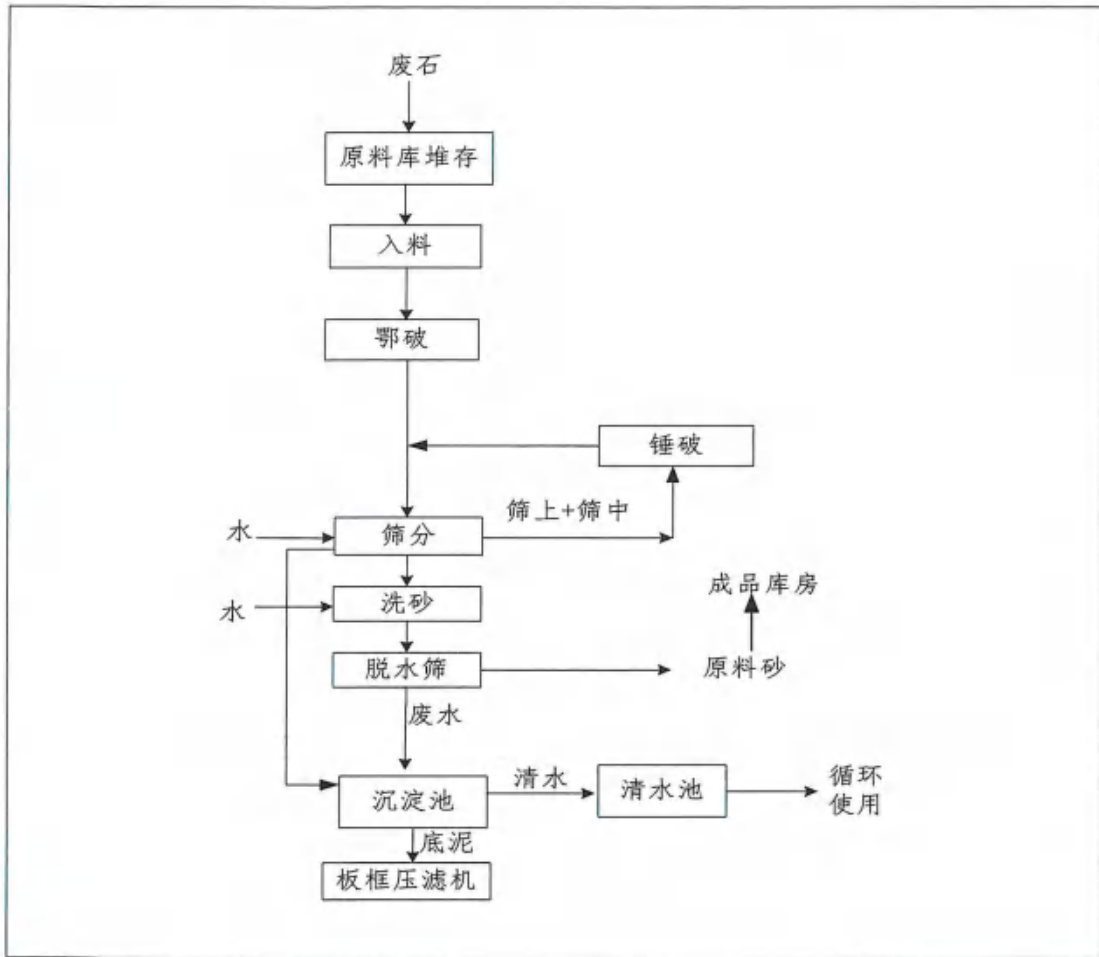 废石
原料库堆存
入料
鄂破
锤破
筛上+筛中
水
筛分
成品库房
水
洗砂
脱水筛
原料砂
废水
沉淀池
清水
清水池
循环
使用
底泥
板框压滤机